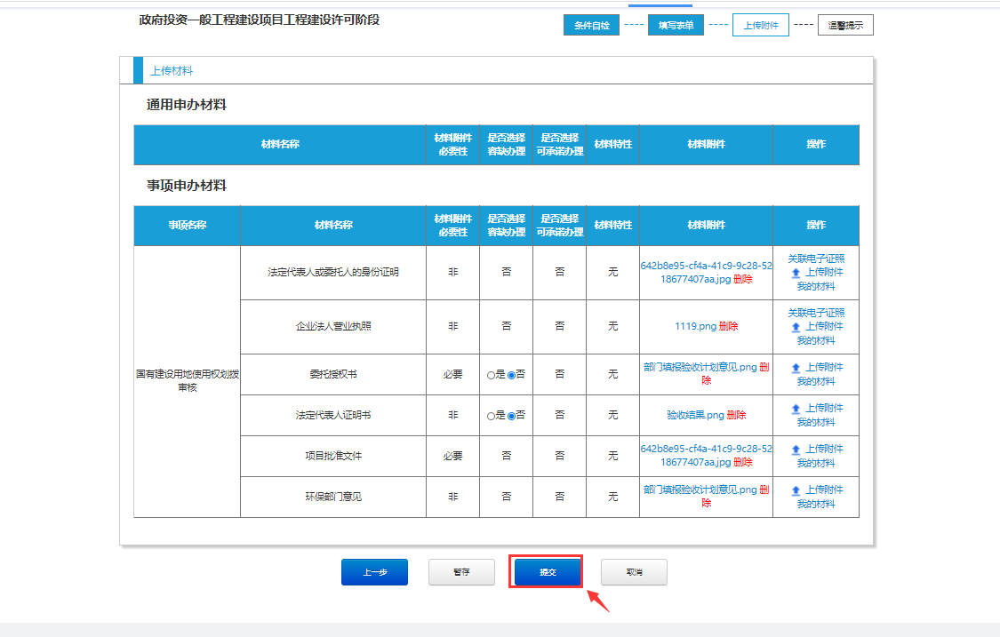 政府投资一般工程建设项目工程建设许可阶段
条件自检 ---- 填写表单 ---- 上传附件 ---- 温馨提示
上传材料
通用申办材料
材料名称 材料附件必要性 是否选择容缺办理 是否选择可承诺办理 材料特性 材料附件 操作
事项申办材料
事项名称 材料名称 材料附件必要性 是否选择容缺办理 是否选择可承诺办理 材料特性 材料附件 操作
国有建设用地使用权划拨审核
法定代表人或委托人的身份证明 非 否 否 无 642b8e95-cf4a-41c9-9c28-5218677407aa.jpg 删除 关联电子证照 上传附件 我的材料
企业法人营业执照 非 否 否 无 1119.png 删除 关联电子证照 上传附件 我的材料
委托授权书 必要 是 否 否 无 部门填报验收计划意见.png 删除 上传附件 我的材料
法定代表人证明书 非 是 否 否 无 验收结果.png 删除 上传附件 我的材料
项目批准文件 必要 否 否 无 642b8e95-cf4a-41c9-9c28-5218677407aa.jpg 删除 上传附件 我的材料
环保部门意见 非 否 否 无 部门填报验收计划意见.png 删除 上传附件 我的材料
上一步 暂存 提交 取消